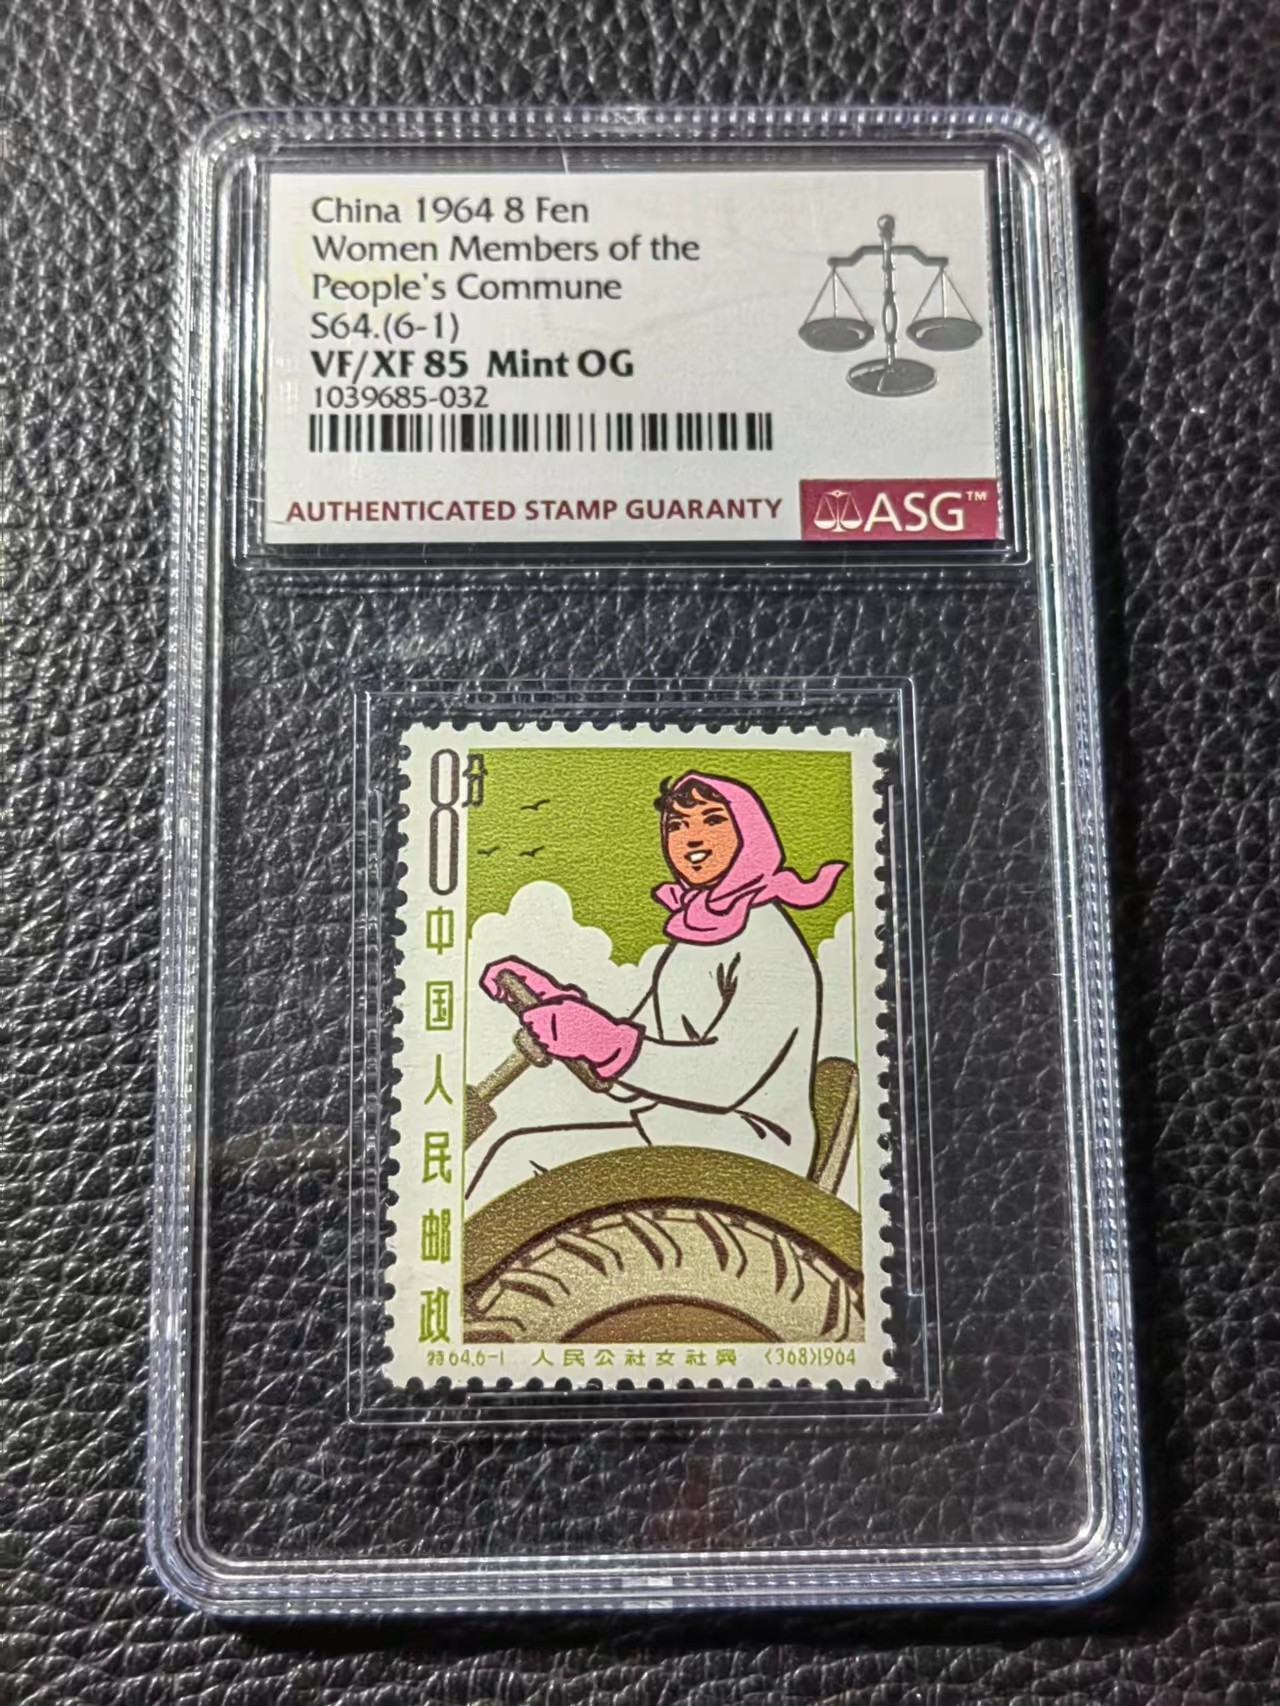 China 1964 8 Fen
Women Members of the
People's Commune
S64.(6-1)
VF/XF 85 Mint OG
1039685-032
AUTHENTICATED STAMP GUARANTY
ASG™
8分
中国人民邮政
特64.6-1 人民公社女社员 〈368〉1964